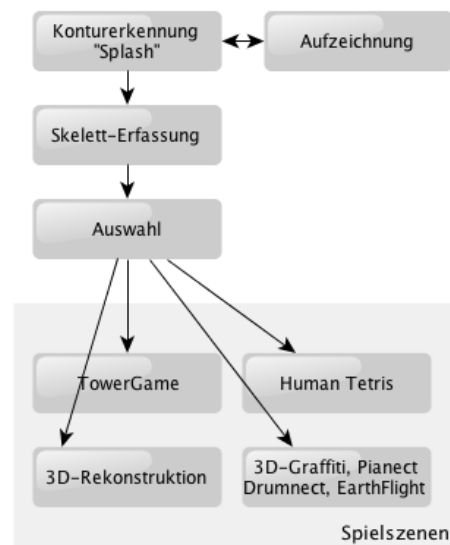 Konturerkennung
"Splash"
Aufzeichnung
Skelett-Erfassung
Auswahl
TowerGame
Human Tetris
3D-Rekonstruktion
3D-Graffiti, Pianect
Drumnect, EarthFlight
Spielszenen